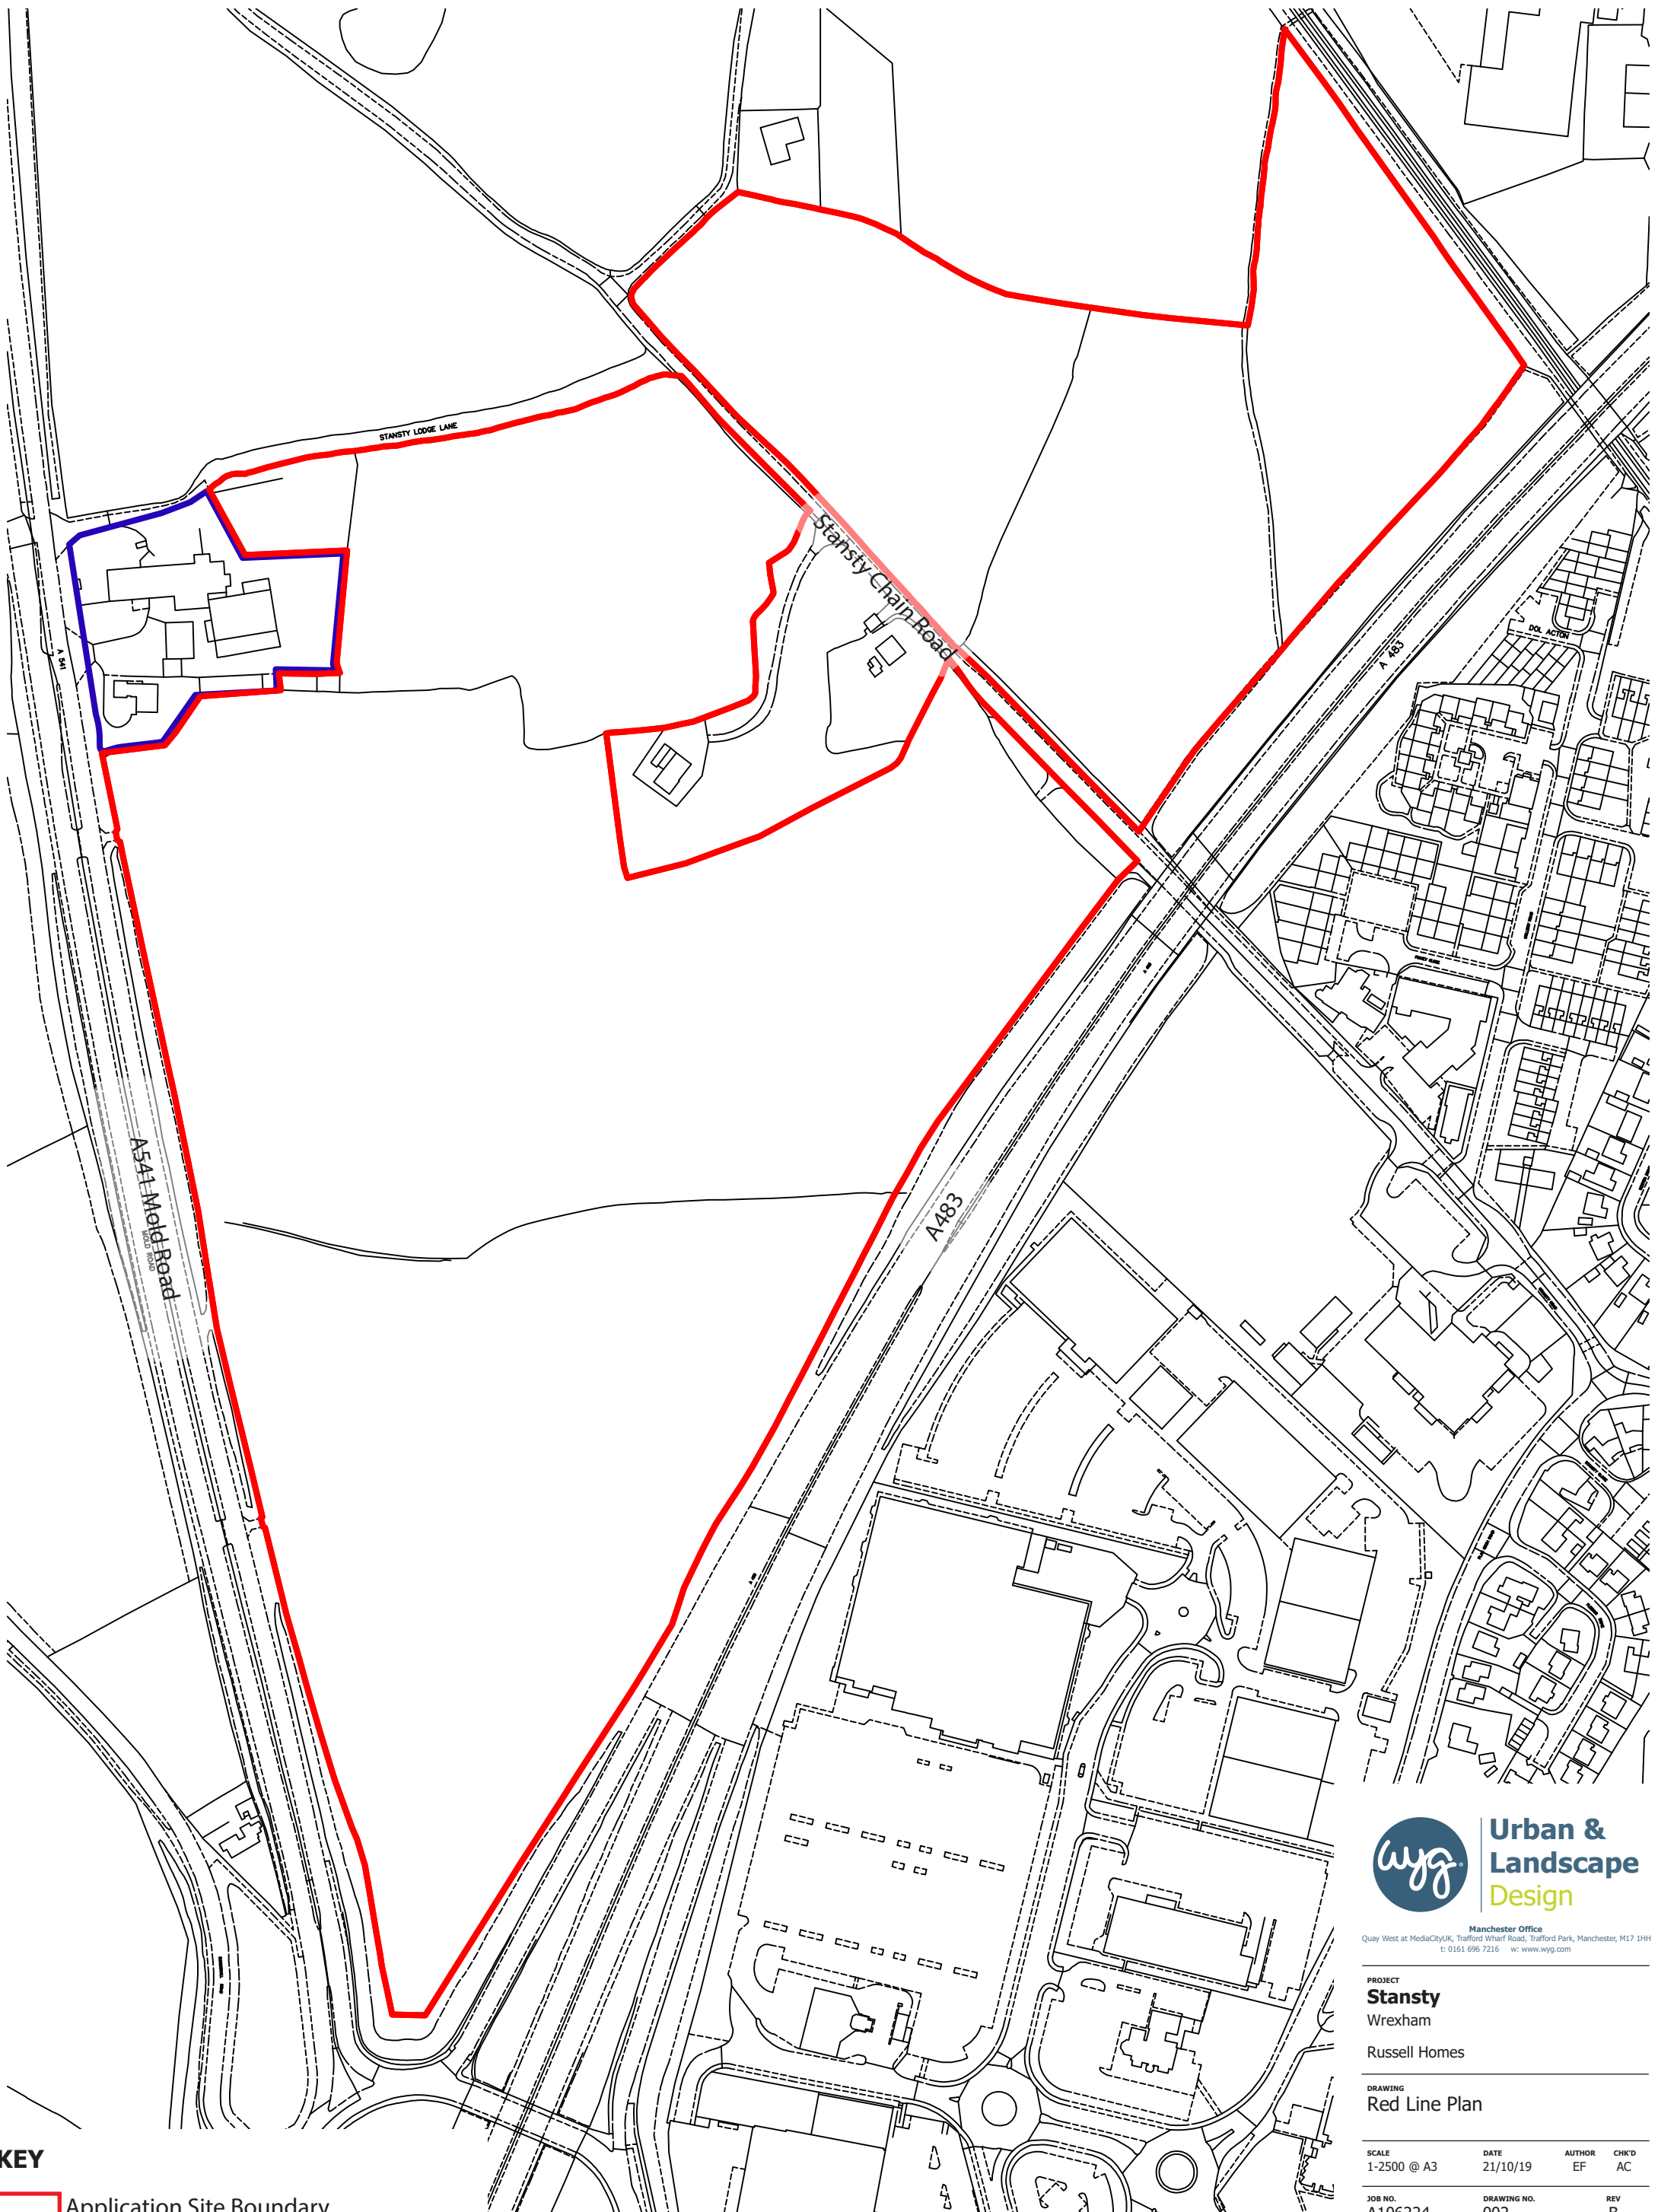 STANSTY LODGE LANE
Stansty Chain Road
A 541
A 483
DOL ACTON
A541 Mold Road
MOLD ROAD
A483
wyg
Urban &
Landscape
Design
Manchester Office
Quay West at MediaCityUK, Trafford Wharf Road, Trafford Park, Manchester, M17 1HH
t: 0161 696 7216 w: www.wyg.com
PROJECT
Stansty
Wrexham
Russell Homes
DRAWING
Red Line Plan
SCALE DATE AUTHOR CHK'D
1-2500 @ A3 21/10/19 EF AC
JOB NO. DRAWING NO. REV
KEY
Application Site Boundary